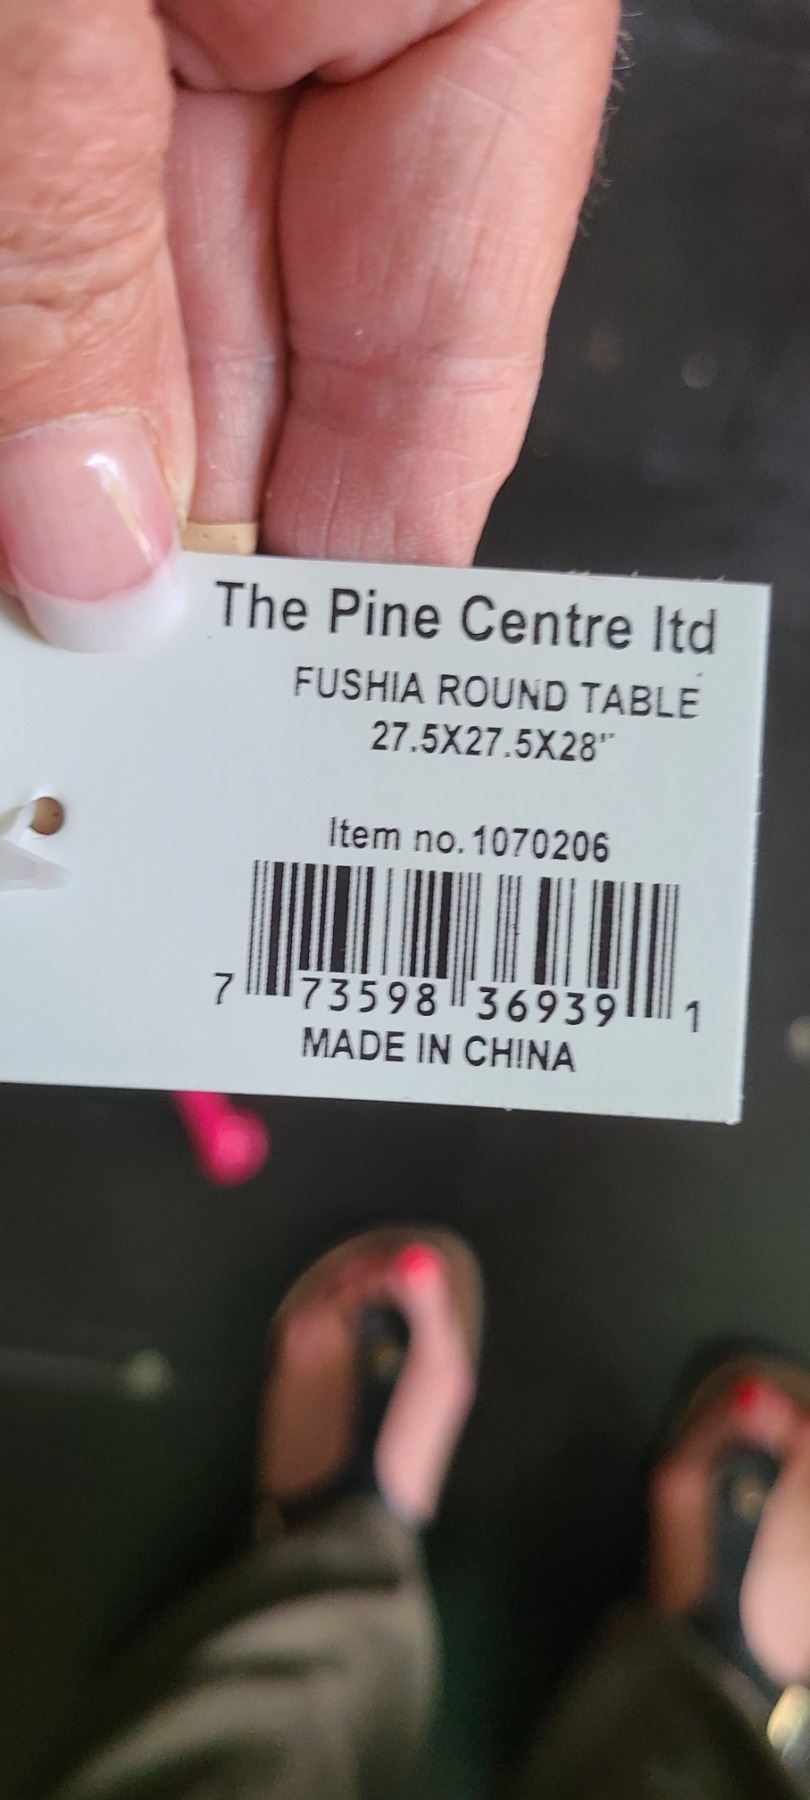 The Pine Centre ltd
FUSHIA ROUND TABLE
27.5X27.5X28"
Item no.1070206
7 73598 36939 1
MADE IN CHINA